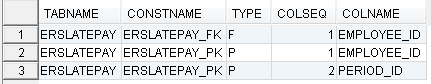 TABNAME CONSTNAME TYPE COLSEQ COLNAME
1 ERSLATEPAY ERSLATEPAY_FK F 1 EMPLOYEE_ID
2 ERSLATEPAY ERSLATEPAY_PK P 1 EMPLOYEE_ID
3 ERSLATEPAY ERSLATEPAY_PK P 2 PERIOD_ID